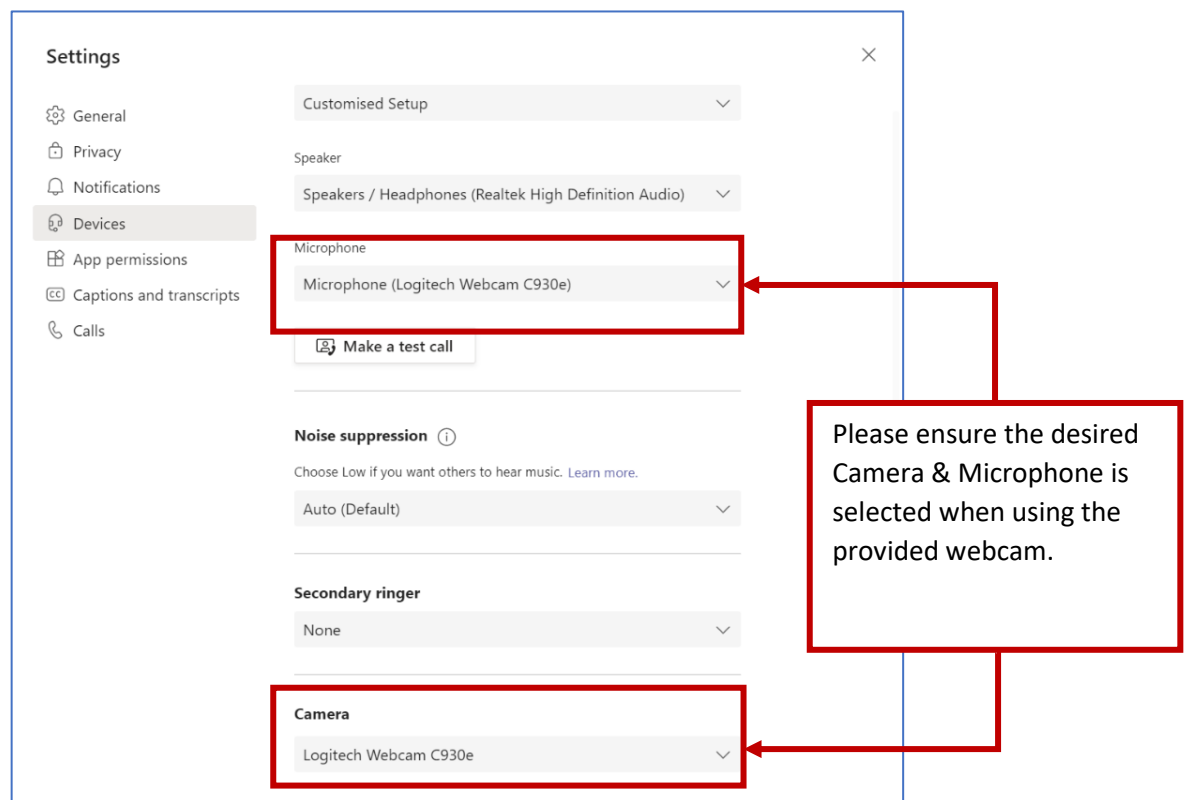 Settings
General
Privacy
Notifications
Devices
App permissions
CC Captions and transcripts
Calls
Customised Setup
Speaker
Speakers / Headphones (Realtek High Definition Audio)
Microphone
Microphone (Logitech Webcam C930e)
Make a test call
Noise suppression
Choose Low if you want others to hear music. Learn more.
Auto (Default)
Secondary ringer
None
Camera
Logitech Webcam C930e
Please ensure the desired
Camera & Microphone is
selected when using the
provided webcam.